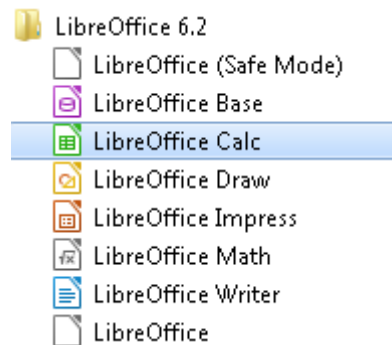 LibreOffice 6.2
LibreOffice (Safe Mode)
LibreOffice Base
LibreOffice Calc
LibreOffice Draw
LibreOffice Impress
LibreOffice Math
LibreOffice Writer
LibreOffice